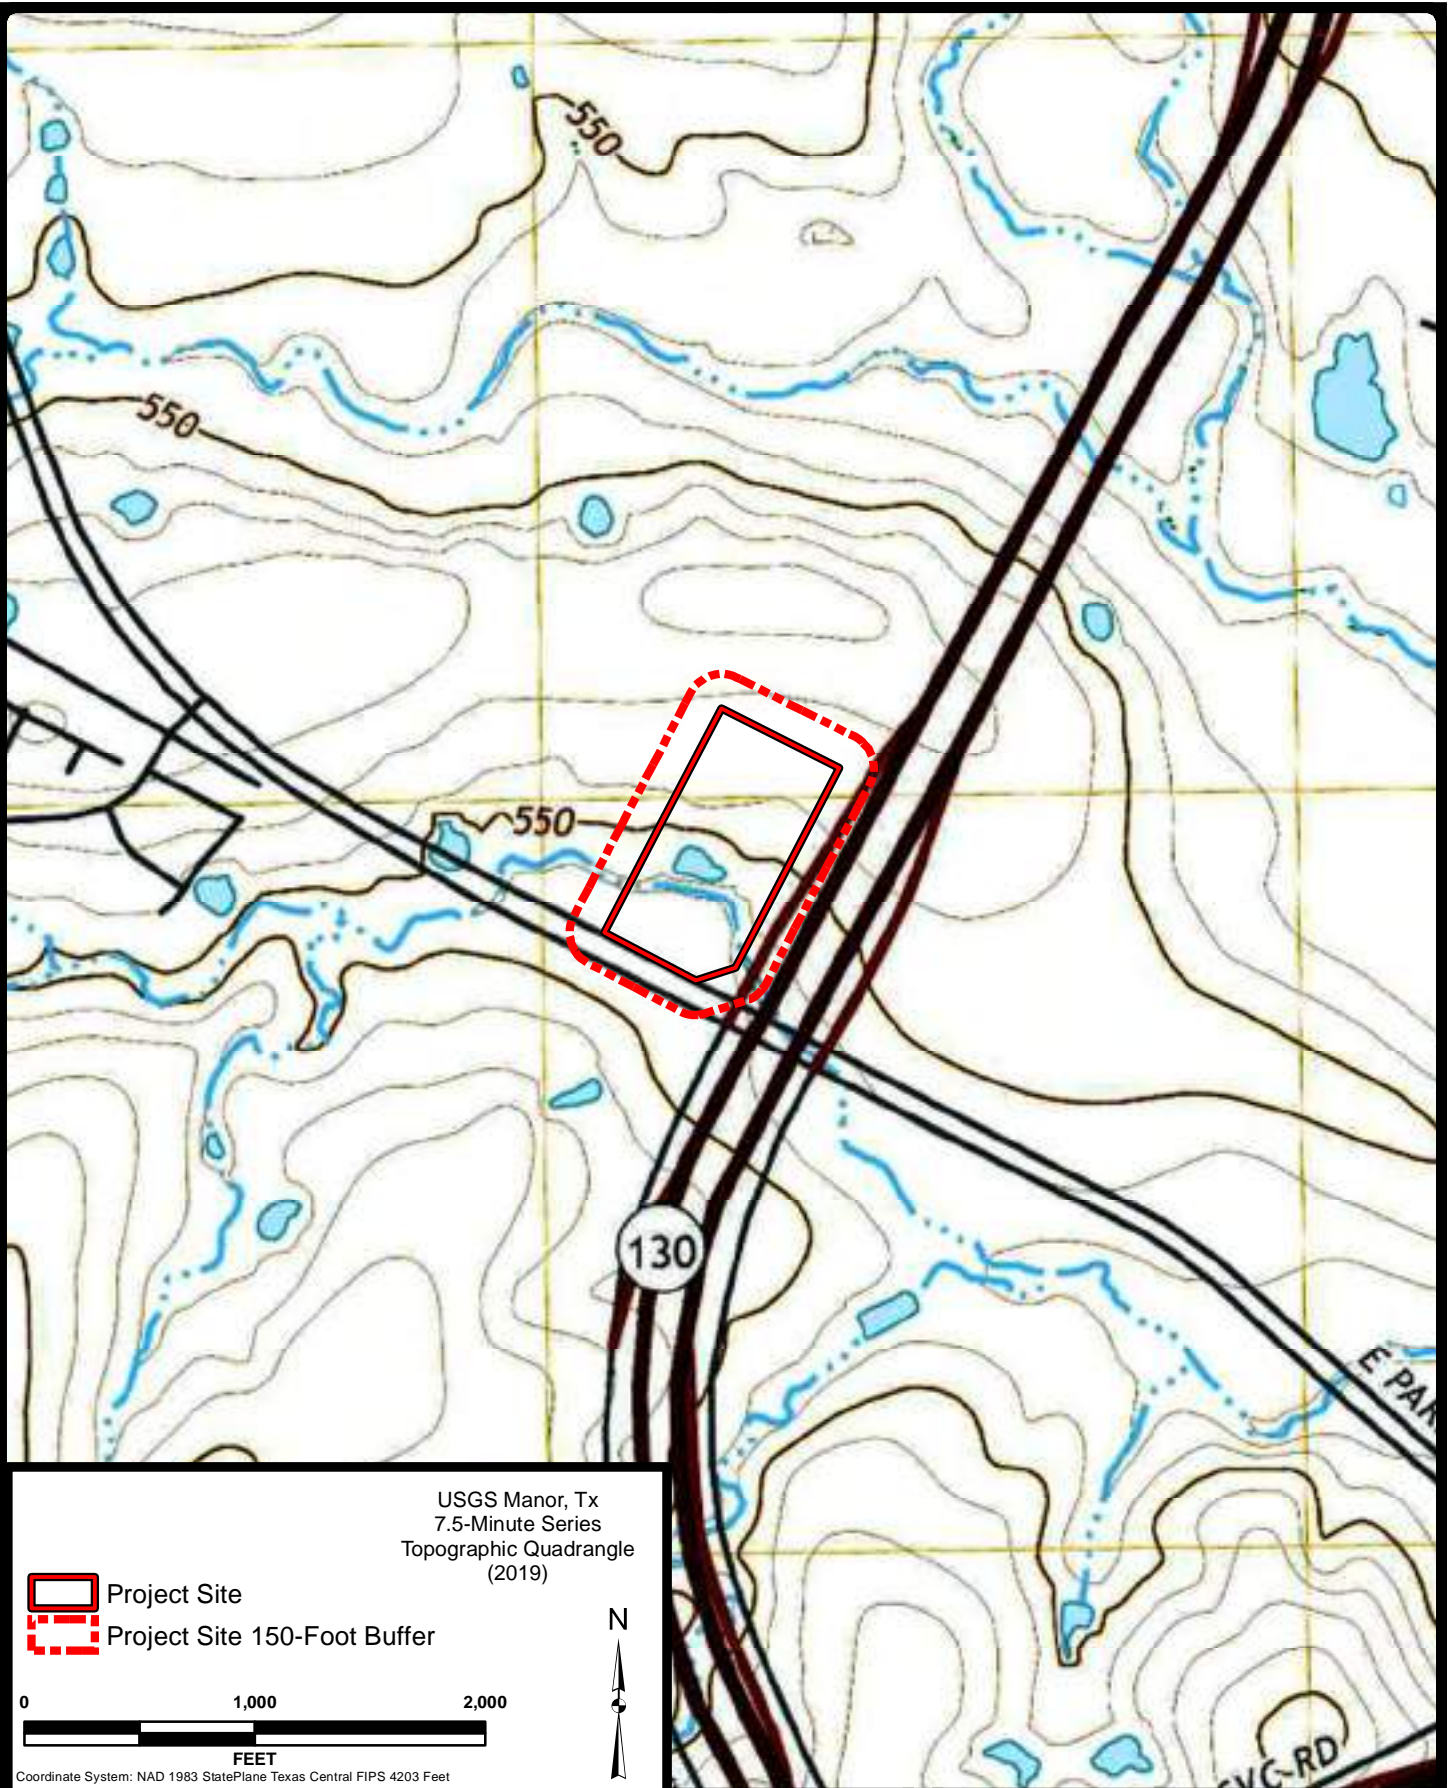 550
550
550
130
E PAR
SVC RD
USGS Manor, Tx
7.5-Minute Series
Topographic Quadrangle
(2019)
Project Site
Project Site 150-Foot Buffer
N
0 1,000 2,000
FEET
Coordinate System: NAD 1983 StatePlane Texas Central FIPS 4203 Feet